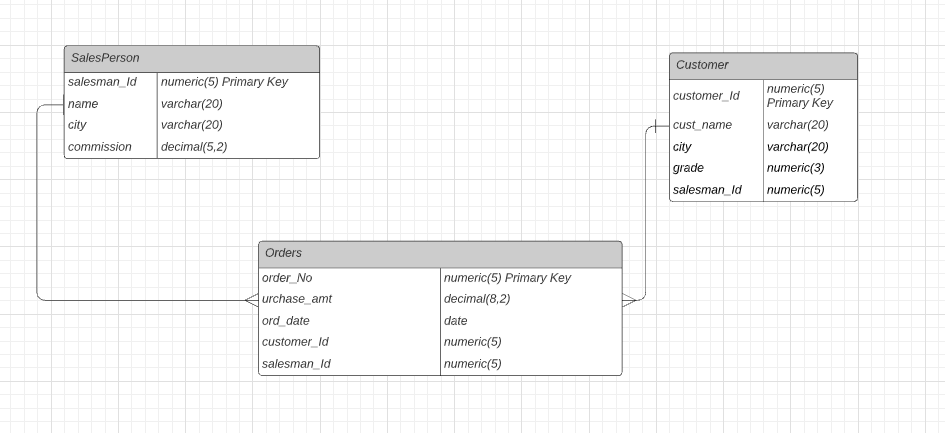 SalesPerson
salesman_Id numeric(5) Primary Key
name varchar(20)
city varchar(20)
commission decimal(5,2)
Customer
customer_Id numeric(5)
Primary Key
cust_name varchar(20)
city varchar(20)
grade numeric(3)
salesman_Id numeric(5)
Orders
order_No numeric(5) Primary Key
urchase_amt decimal(8,2)
ord_date date
customer_Id numeric(5)
salesman_Id numeric(5)